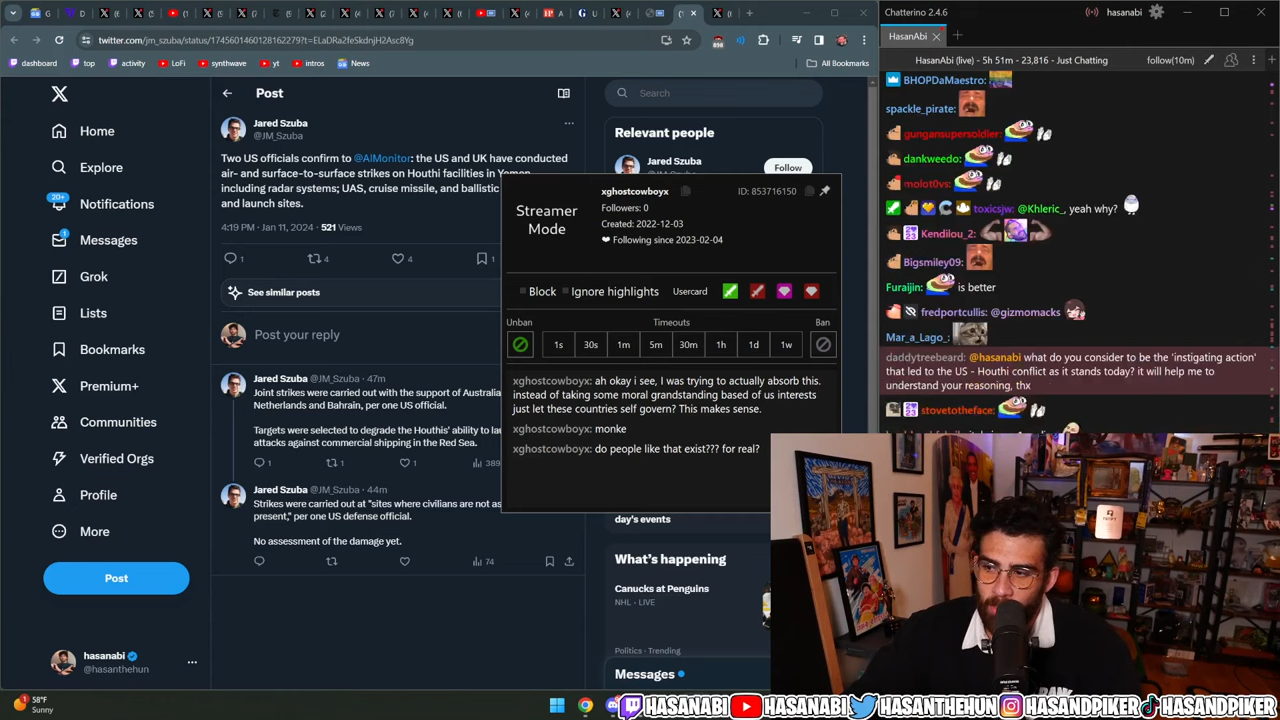 twitter.com/jm_szuba/status/1745601460128162279?t=ELaDRa2feSkdnjH2Asc8Yg
dashboard
top
activity
LoFi
synthwave
yt
intros
News
All Bookmarks
Home
Explore
20+
Notifications
1
Messages
Grok
Lists
Bookmarks
Premium+
Communities
Verified Orgs
Profile
More
Post
hasanabi
@hasanthehun
Post
Jared Szuba
@JM_Szuba
Two US officials confirm to @AlMonitor: the US and UK have conducted
air- and surface-to-surface strikes on Houthi facilities in Yemen
including radar systems; UAS, cruise missile, and ballistic
and launch sites.
4:19 PM · Jan 11, 2024 · 521 Views
1
4
4
1
See similar posts
Post your reply
Jared Szuba @JM_Szuba · 47m
Joint strikes were carried out with the support of Australia
Netherlands and Bahrain, per one US official.
Targets were selected to degrade the Houthis' ability to
attacks against commercial shipping in the Red Sea.
1
1
1
389
Jared Szuba @JM_Szuba · 44m
Strikes were carried out at "sites where civilians are not as
present," per one US defense official.
No assessment of the damage yet.
74
Search
Relevant people
Jared Szuba
Follow
day's events
What's happening
Canucks at Penguins
NHL · LIVE
Politics · Trending
Messages
Streamer
Mode
xghostcowboyx
ID: 853716150
Followers: 0
Created: 2022-12-03
❤ Following since 2023-02-04
Block
Ignore highlights
Usercard
Unban
Timeouts
Ban
1s
30s
1m
5m
30m
1h
1d
1w
xghostcowboyx: ah okay i see, I was trying to actually absorb this.
instead of taking some moral grandstanding based of us interests
just let these countries self govern? This makes sense.
xghostcowboyx: monke
xghostcowboyx: do people like that exist??? for real?
Chatterino 2.4.6
hasanabi
HasanAbi
HasanAbi (live) - 5h 51m - 23,816 - Just Chatting
follow(10m)
BHOPDaMaestro:
spackle_pirate:
gungansupersoldier:
dankweedo:
molot0vs:
toxicsjw: @Khleric_, yeah why?
Kendilou_2:
Bigsmiley09:
Furaijin: is better
fredportcullis: @gizmomacks
Mar_a_Lago_:
daddytreebeard: @hasanabi what do you consider to be the 'instigating action'
that led to the US - Houthi conflict as it stands today? it will help me to
understand your reasoning, thx
stovetotheface:
58°F
Sunny
HASANABI
HASANABI
HASANTHEHUN
HASANDPIKER
HASANDPIKER